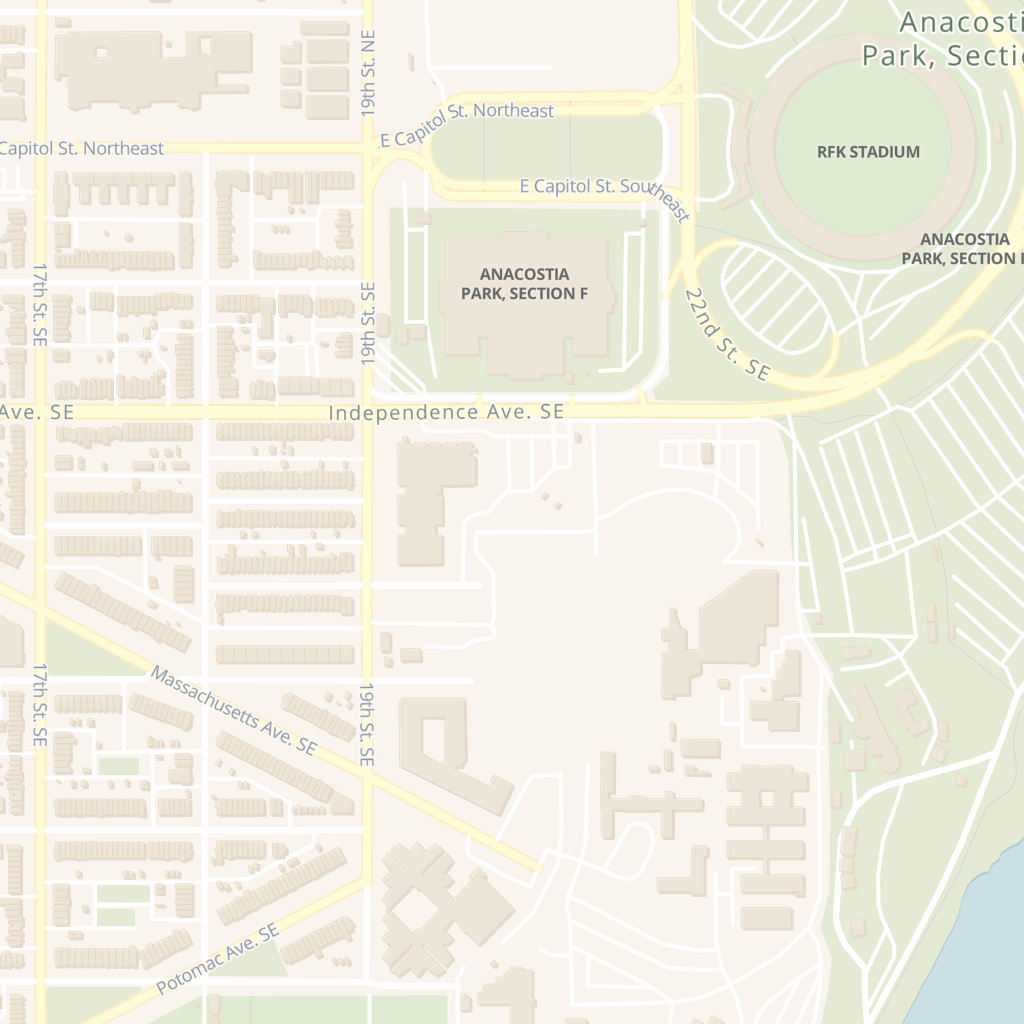 Anacosti
Park, Sectio
19th St. NE
E Capitol St. Northeast
Capitol St. Northeast
RFK STADIUM
E Capitol St. Southeast
ANACOSTIA
PARK, SECTION F
ANACOSTIA
PARK, SECTION F
17th St. SE
19th St. SE
22nd St. SE
Ave. SE
Independence Ave. SE
Massachusetts Ave. SE
17th St. SE
19th St. SE
Potomac Ave. SE